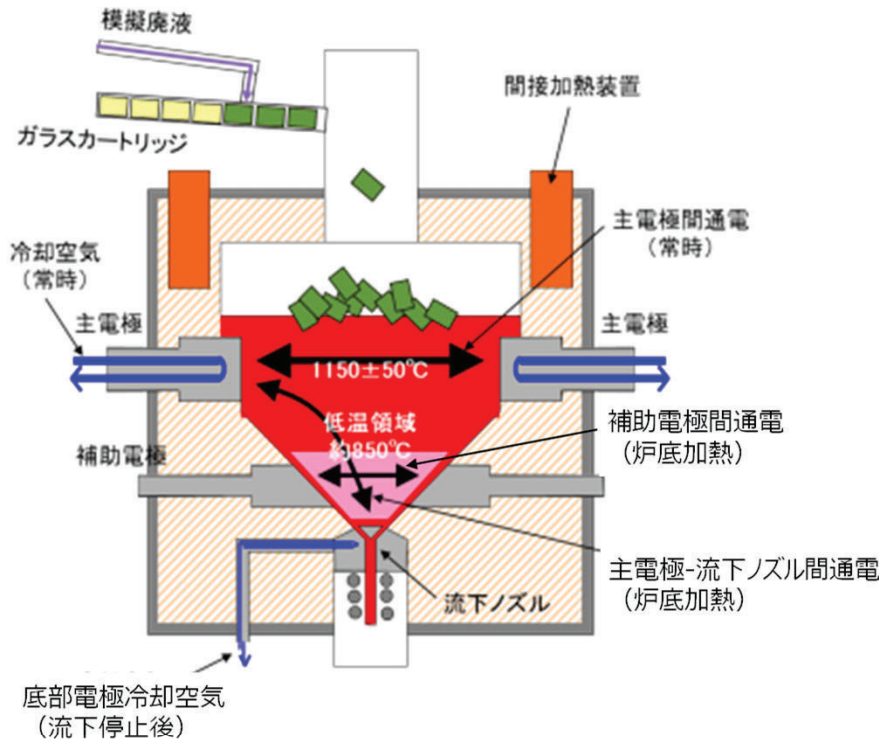 模擬廃液
ガラスカートリッジ
間接加熱装置
主電極間通電
(常時)
冷却空気
(常時)
主電極
主電極
1150±50℃
低温領域
約850℃
補助電極
補助電極間通電
(炉底加熱)
主電極-流下ノズル間通電
(炉底加熱)
流下ノズル
底部電極冷却空気
(流下停止後)